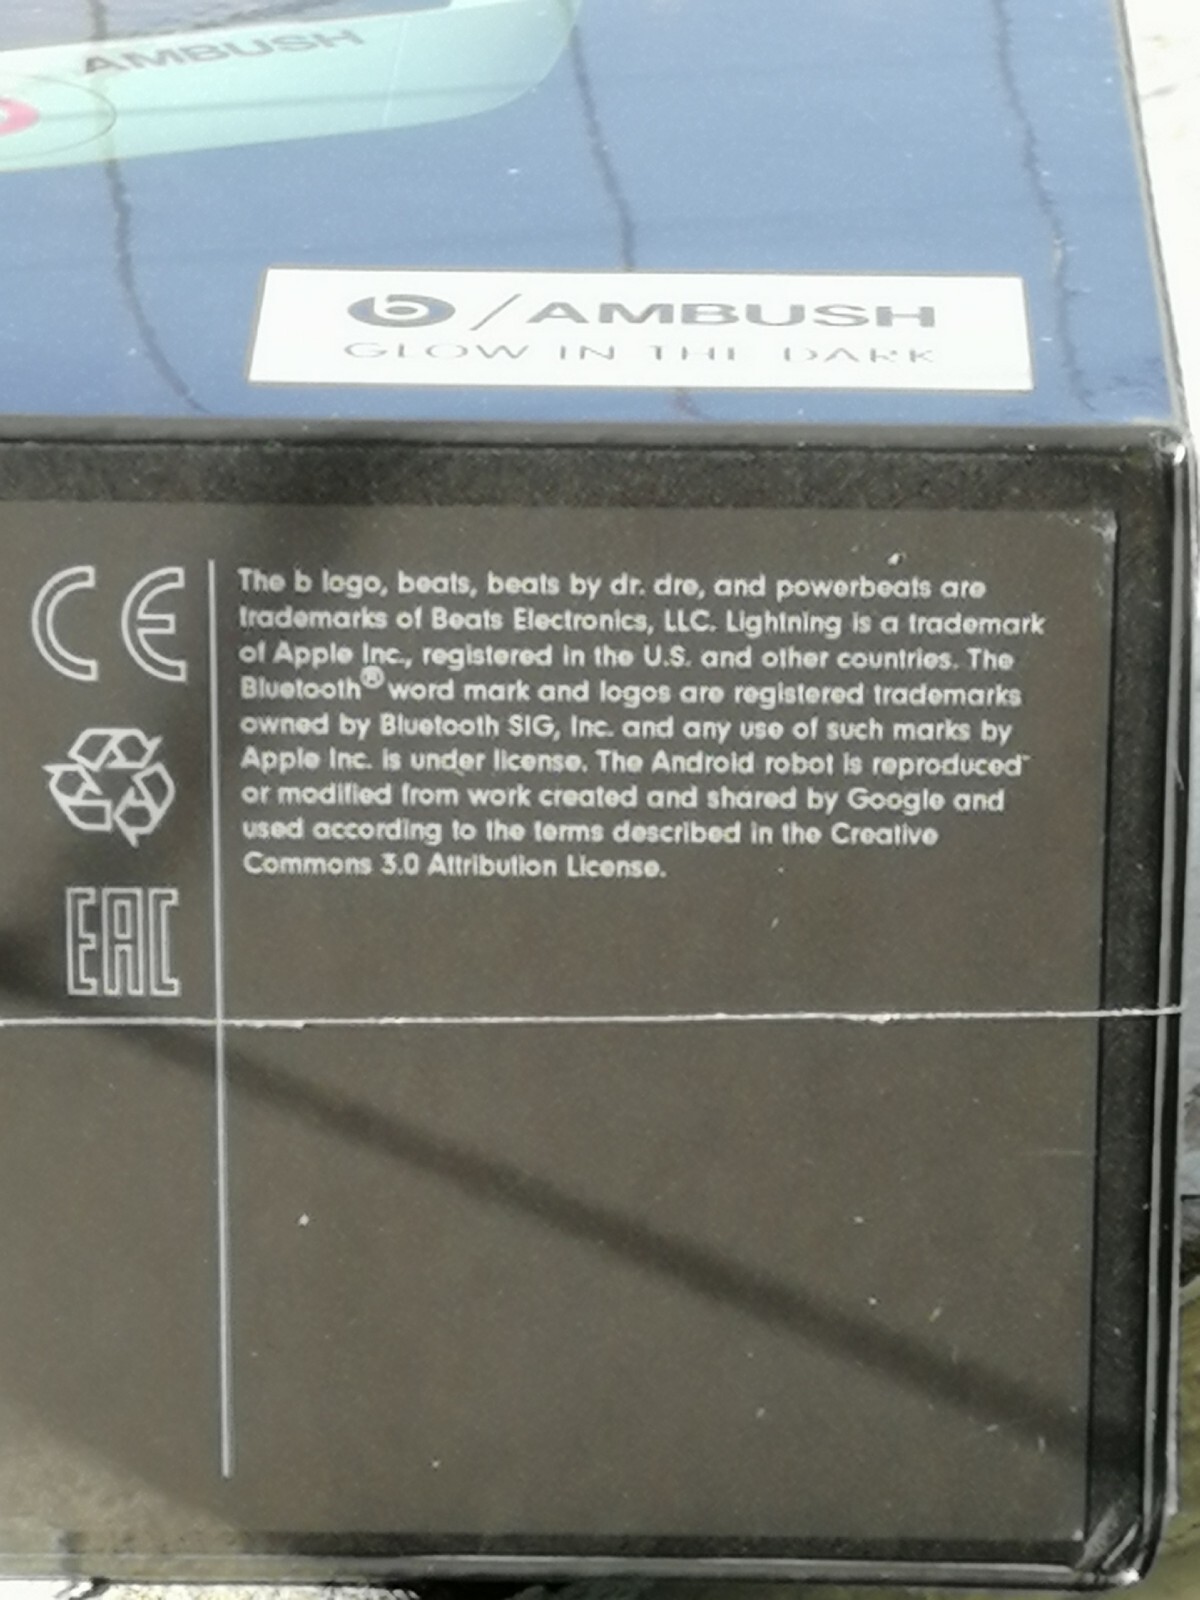 AMBUSH
b/AMBUSH
GLOW IN THE DARK
CE
The b logo, beats, beats by dr. dre, and powerbeats are
trademarks of Beats Electronics, LLC. Lightning is a trademark
of Apple Inc., registered in the U.S. and other countries. The
Bluetooth® word mark and logos are registered trademarks
owned by Bluetooth SIG, Inc. and any use of such marks by
Apple Inc. is under license. The Android robot is reproduced
or modified from work created and shared by Google and
used according to the terms described in the Creative
Commons 3.0 Attribution License.
EAC